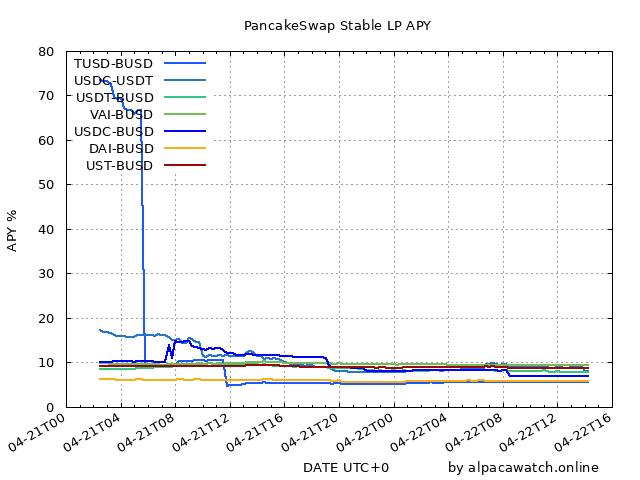 PancakeSwap Stable LP APY
80
70
60
50
40
30
20
10
0
APY %
TUSD-BUSD
USDC-USDT
USDT-BUSD
VAI-BUSD
USDC-BUSD
DAI-BUSD
UST-BUSD
04-21T00
04-21T04
04-21T08
04-21T12
04-21T16
04-21T20
04-22T00
04-22T04
04-22T08
04-22T12
04-22T16
DATE UTC+0
by alpacawatch.online